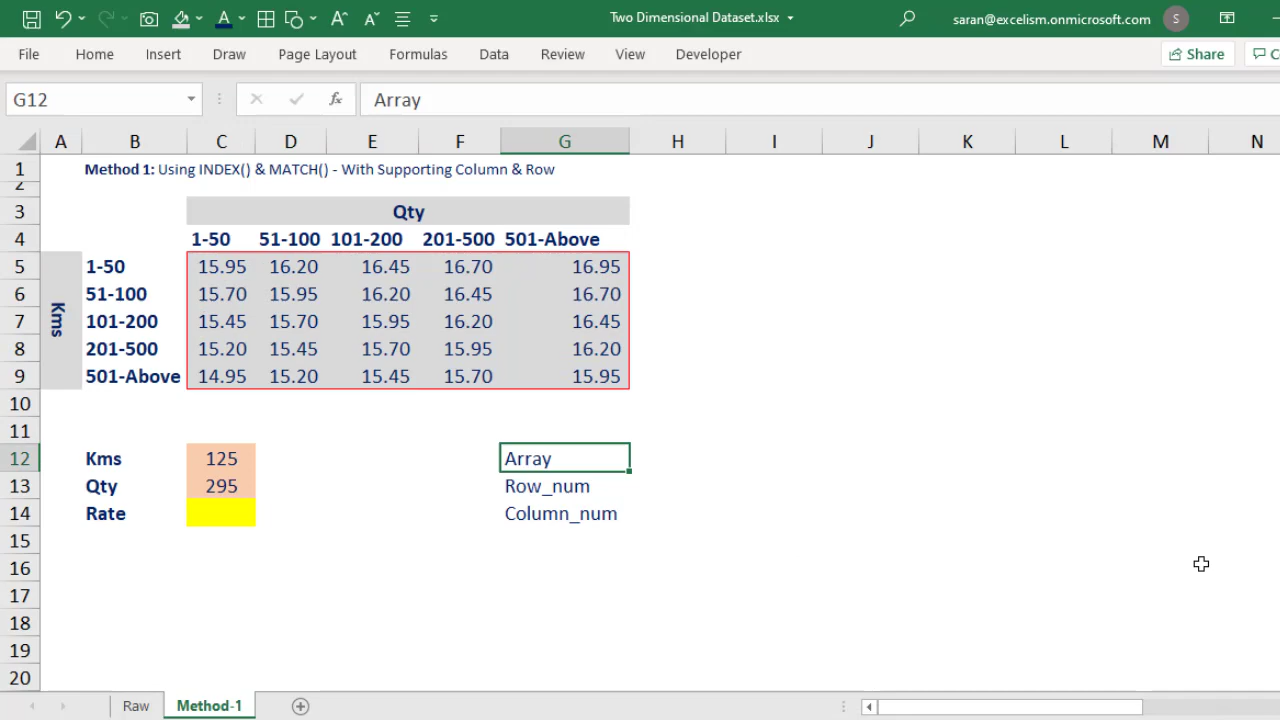 Two Dimensional Dataset.xlsx
saran@excelism.onmicrosoft.com S
File Home Insert Draw Page Layout Formulas Data Review View Developer Share
G12 fx Array
A B C D E F G H I J K L M N
1 Method 1: Using INDEX() & MATCH() - With Supporting Column & Row
2
3 Qty
4 1-50 51-100 101-200 201-500 501-Above
Kms
5 1-50 15.95 16.20 16.45 16.70 16.95
6 51-100 15.70 15.95 16.20 16.45 16.70
7 101-200 15.45 15.70 15.95 16.20 16.45
8 201-500 15.20 15.45 15.70 15.95 16.20
9 501-Above 14.95 15.20 15.45 15.70 15.95
10
11
12 Kms 125 Array
13 Qty 295 Row_num
14 Rate Column_num
15
16
17
18
19
20
Raw Method-1